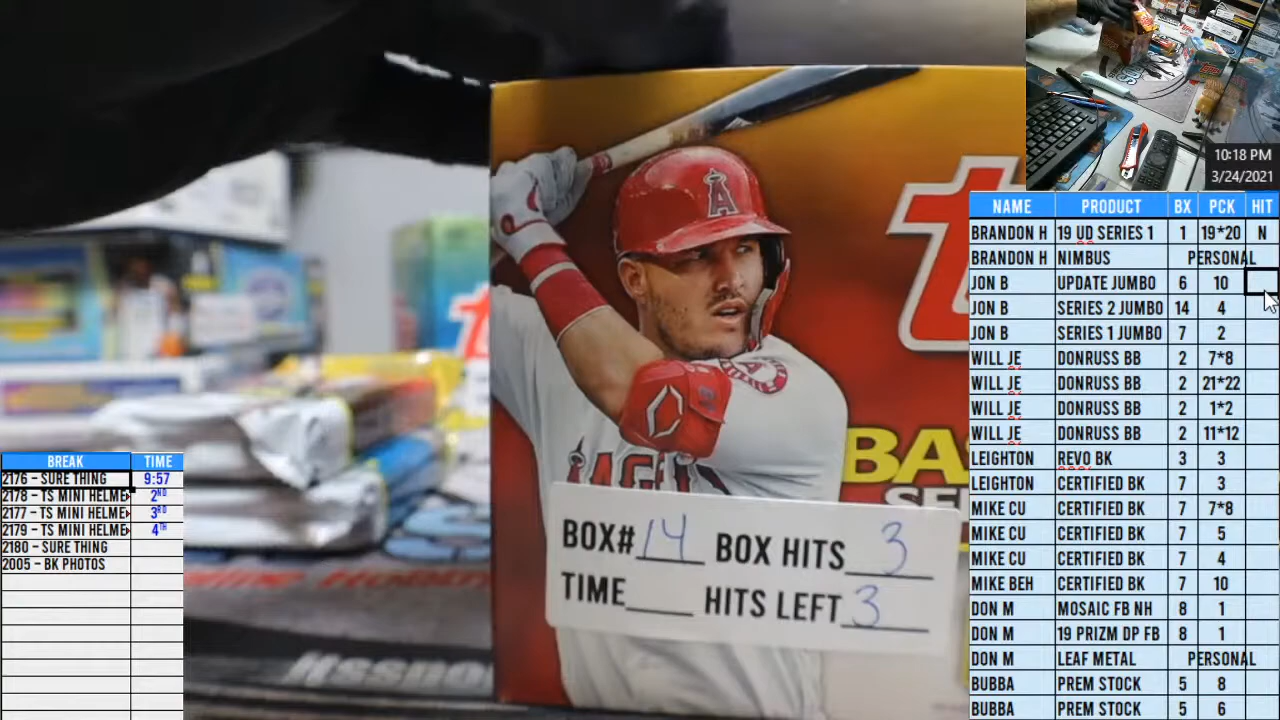 10:18 PM
3/24/2021
NAME PRODUCT BX PCK HIT
BRANDON H 19 UD SERIES 1 1 19*20 N
BRANDON H NIMBUS PERSONAL
JON B UPDATE JUMBO 6 10
JON B SERIES 2 JUMBO 14 4
JON B SERIES 1 JUMBO 7 2
WILL JE DONRUSS BB 2 7*8
WILL JE DONRUSS BB 2 21*22
WILL JE DONRUSS BB 2 1*2
WILL JE DONRUSS BB 2 11*12
LEIGHTON REVO BK 3 3
LEIGHTON CERTIFIED BK 7 3
MIKE CU CERTIFIED BK 7 7*8
MIKE CU CERTIFIED BK 7 5
MIKE CU CERTIFIED BK 7 4
MIKE BEH CERTIFIED BK 7 10
DON M MOSAIC FB NH 8 1
DON M 19 PRIZM DP FB 8 1
DON M LEAF METAL PERSONAL
BUBBA PREM STOCK 5 8
BUBBA PREM STOCK 5 6
A
t
BA
SE
ANGELS
BOX# 14 BOX HITS 3
TIME____ HITS LEFT 3
BREAK TIME
2176 – SURE THING 9:57
2178 – TS MINI HELME 2ND
2177 – TS MINI HELME 3RD
2179 – TS MINI HELME 4TH
2180 – SURE THING
2005 – BK PHOTOS